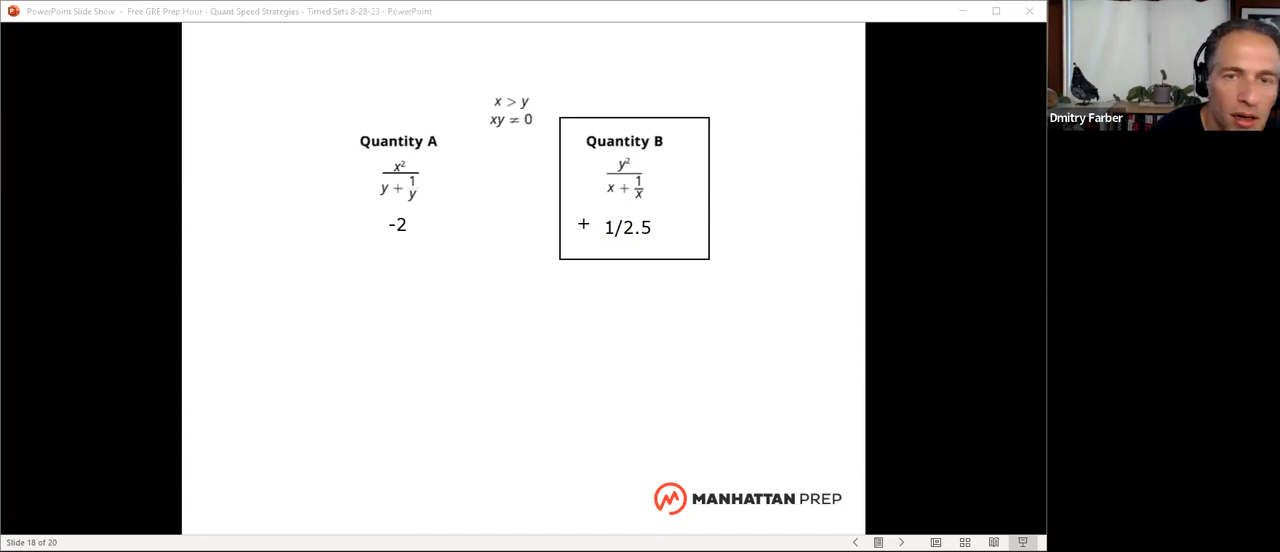 PowerPoint Slide Show - Free GRE Prep Hour - Quant Speed Strategies - Timed Sets 8-28-23 - PowerPoint
Dmitry Farber
x > y
xy ≠ 0
Quantity A
x²
y + 1/y
-2
Quantity B
y²
x + 1/x
+ 1/2.5
MANHATTAN PREP
Slide 18 of 20